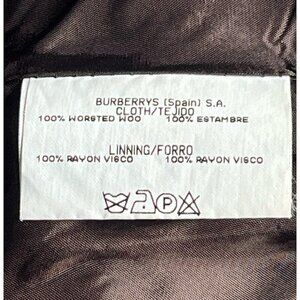 BURBERRYS (Spain) S.A.
CLOTH/TEJIDO
100% WORSTED WOO 100% ESTAMBRE
LINNING/FORRO
100% RAYON VISCO 100% RAYON VISCO
P